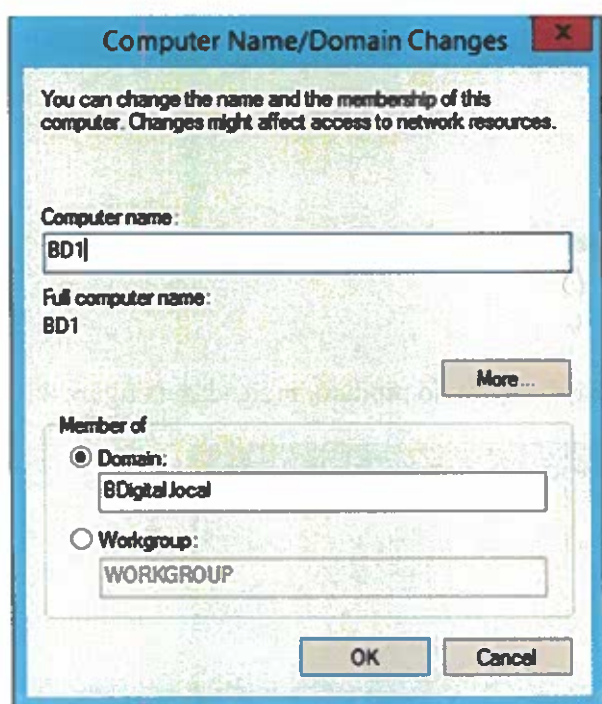 Computer Name/Domain Changes
x
You can change the name and the membership of this
computer. Changes might affect access to network resources.
Computer name:
BD1
Full computer name:
BD1
More...
Member of
Domain:
BDigital.local
Workgroup:
WORKGROUP
OK
Cancel